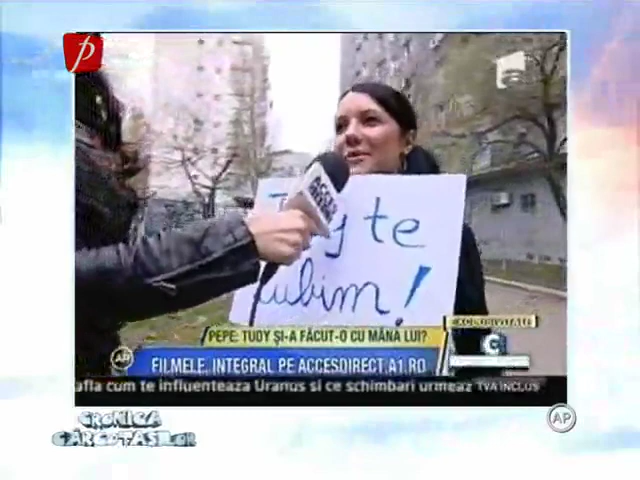 p
ACCES
T y te
iubim!
EXCLUSIVITATE
PEPE: TUDY ȘI-A FĂCUT-O CU MÂNA LUI?
AP
FILMELE, INTEGRAL PE ACCESDIRECT.A1.RO
afla cum te influenteaza Uranus si ce schimbari urmeaz
TVA INCLUS
CRONICA
CÂRCOTAȘILOR
AP